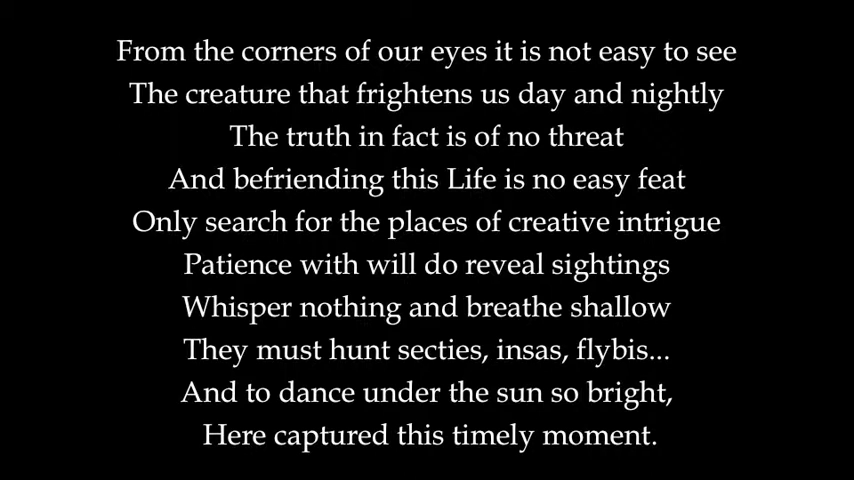 From the corners of our eyes it is not easy to see
The creature that frightens us day and nightly
The truth in fact is of no threat
And befriending this Life is no easy feat
Only search for the places of creative intrigue
Patience with will do reveal sightings
Whisper nothing and breathe shallow
They must hunt secties, insas, flybis...
And to dance under the sun so bright,
Here captured this timely moment.